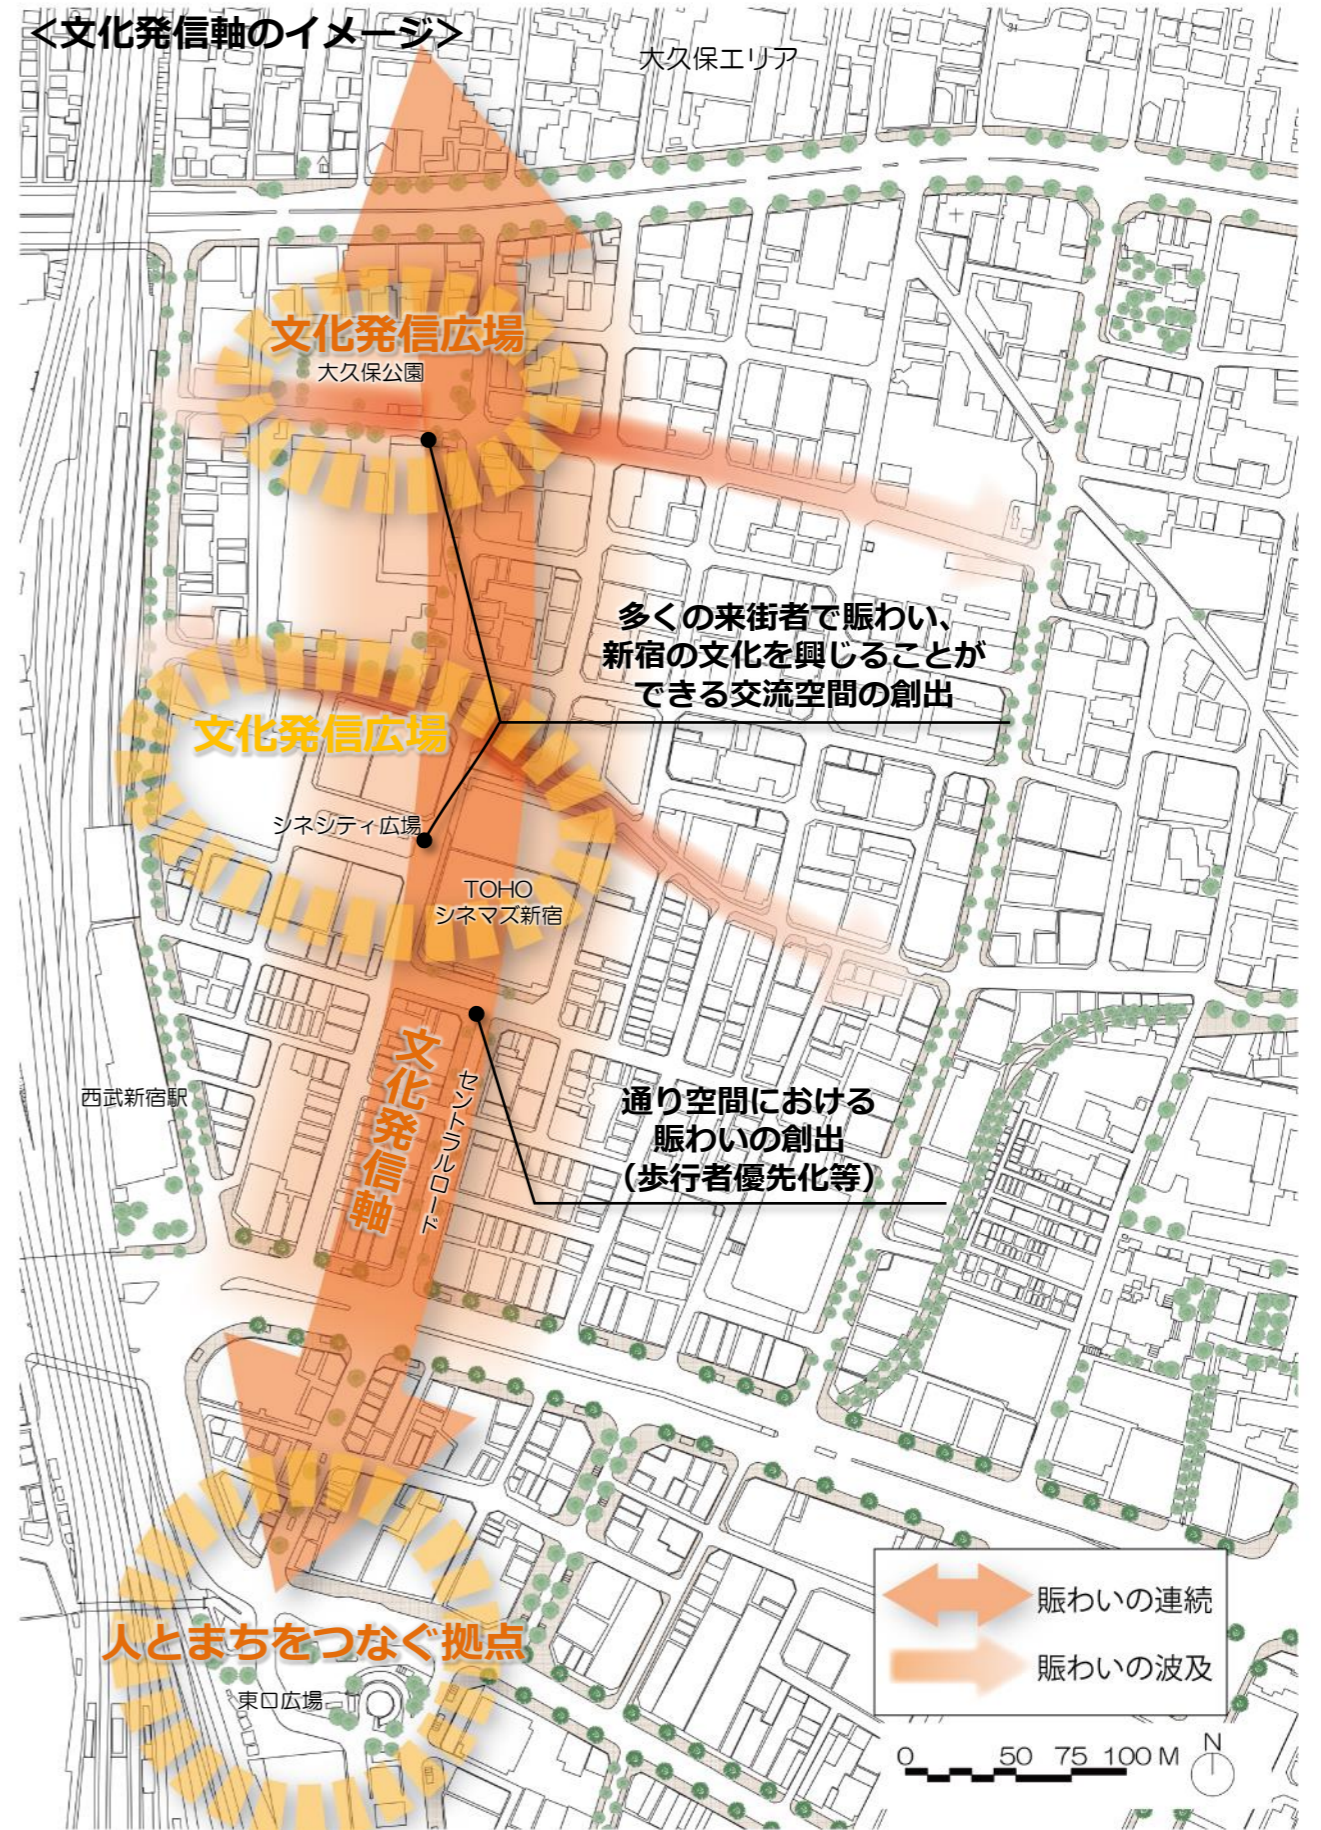 <文化発信軸のイメージ>
大久保エリア
文化発信広場
大久保公園
多くの来街者で賑わい、
新宿の文化を興じることが
できる交流空間の創出
文化発信広場
シネシティ広場
TOHO
シネマズ新宿
文化発信軸
セントラルロード
西武新宿駅
通り空間における
賑わいの創出
（歩行者優先化等）
人とまちをつなぐ拠点
東口広場
賑わいの連続
賑わいの波及
0 50 75 100 M
N